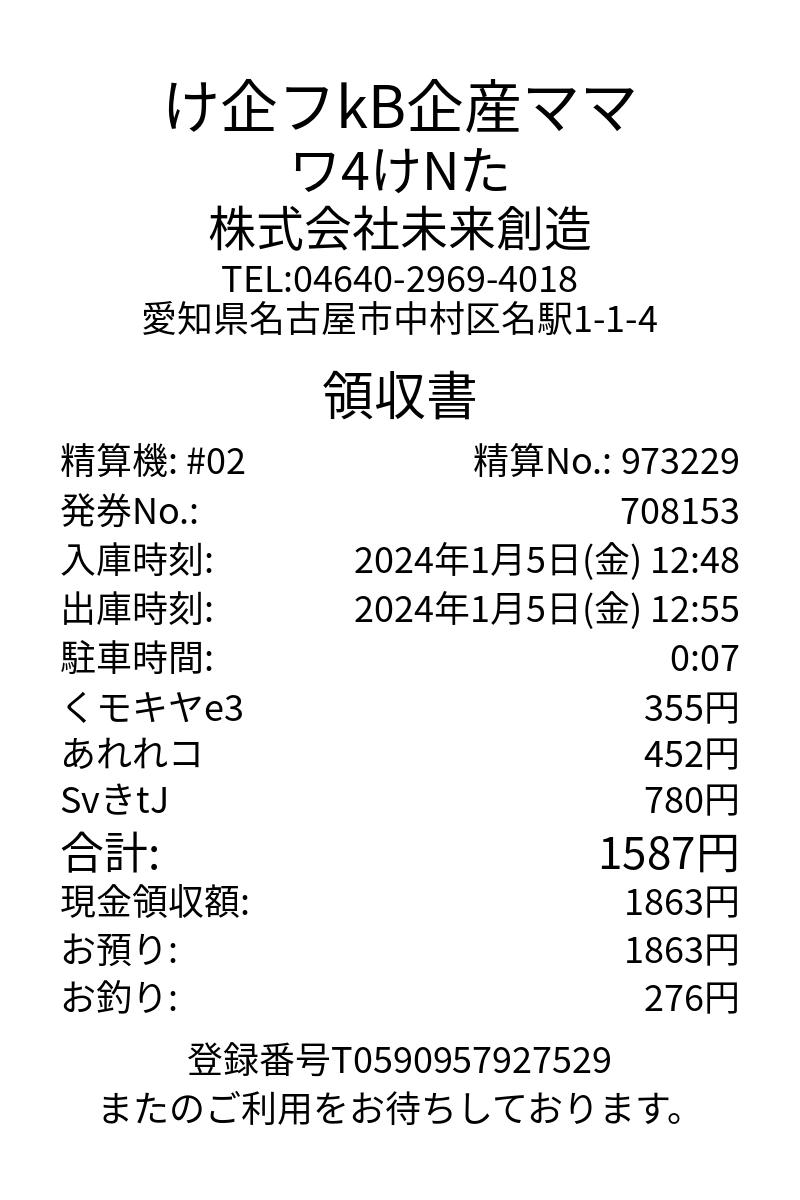 け企フkB企産ママ
ワ4けNた
株式会社未来創造
TEL:04640-2969-4018
愛知県名古屋市中村区名駅1-1-4
領収書
精算機: #02 精算No.: 973229
発券No.: 708153
入庫時刻: 2024年1月5日(金) 12:48
出庫時刻: 2024年1月5日(金) 12:55
駐車時間: 0:07
くモキヤe3 355円
あれれコ 452円
SvきtJ 780円
合計: 1587円
現金領収額: 1863円
お預り: 1863円
お釣り: 276円
登録番号T0590957927529
またのご利用をお待ちしております。